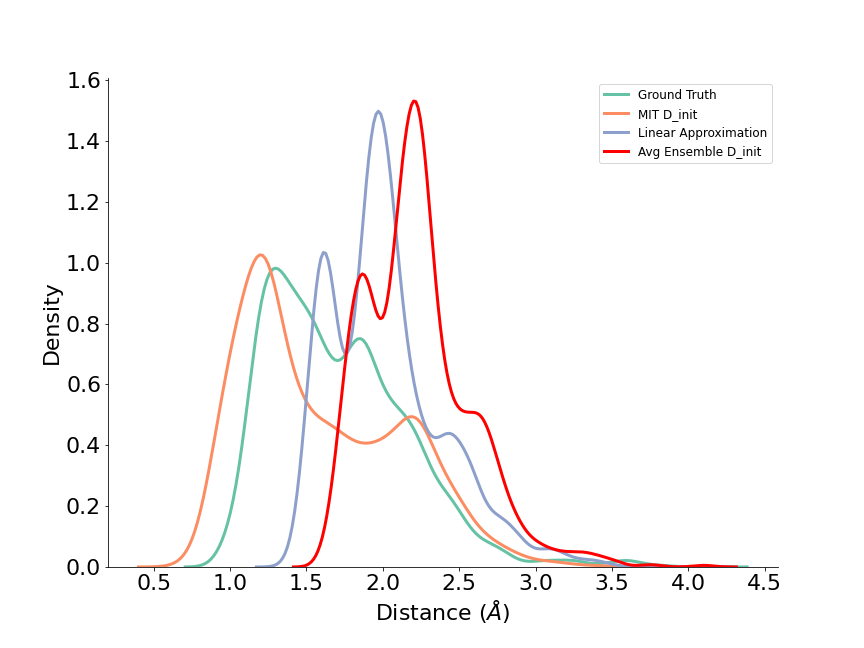 1.6
1.4
1.2
1.0
0.8
0.6
0.4
0.2
0.0
Density
Ground Truth
MIT D_init
Linear Approximation
Avg Ensemble D_init
0.5 1.0 1.5 2.0 2.5 3.0 3.5 4.0 4.5
Distance (Å)